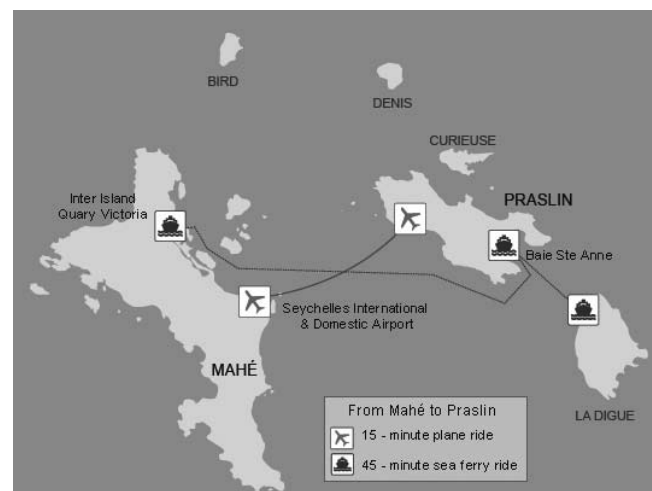 BIRD
DENIS
CURIEUSE
Inter Island
Quary Victoria
PRASLIN
Baie Ste Anne
Seychelles International
& Domestic Airport
MAHÉ
LA DIGUE
From Mahé to Praslin
15 - minute plane ride
45 - minute sea ferry ride